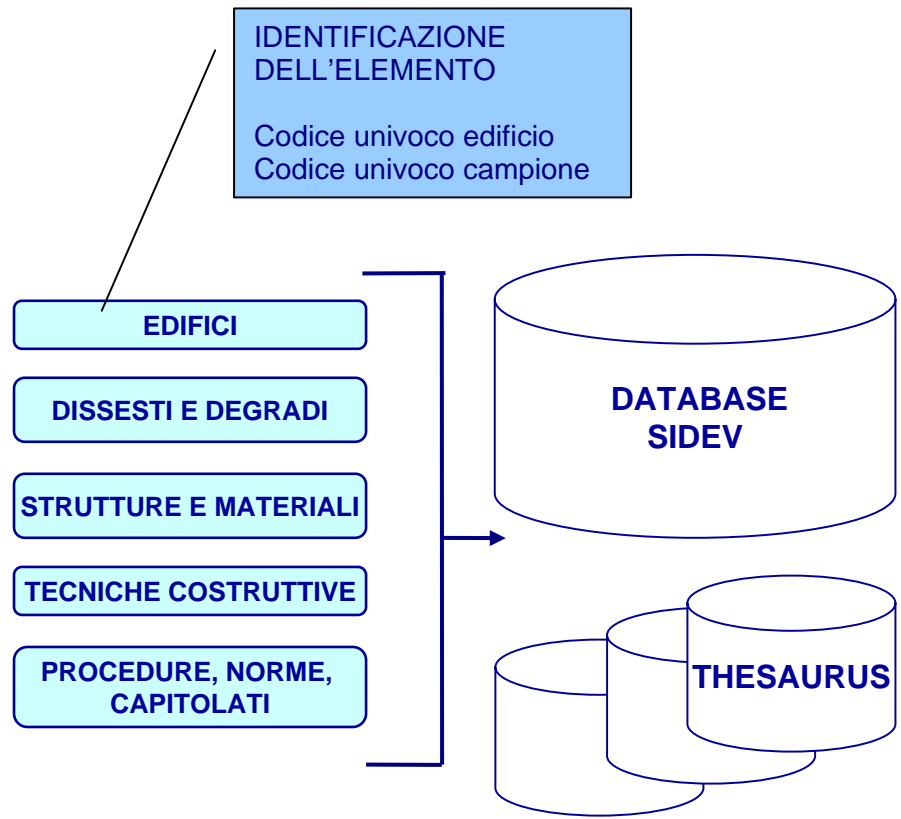 IDENTIFICAZIONE
DELL’ELEMENTO
Codice univoco edificio
Codice univoco campione
EDIFICI
DISSESTI E DEGRADI
STRUTTURE E MATERIALI
TECNICHE COSTRUTTIVE
PROCEDURE, NORME,
CAPITOLATI
DATABASE
SIDEV
THESAURUS